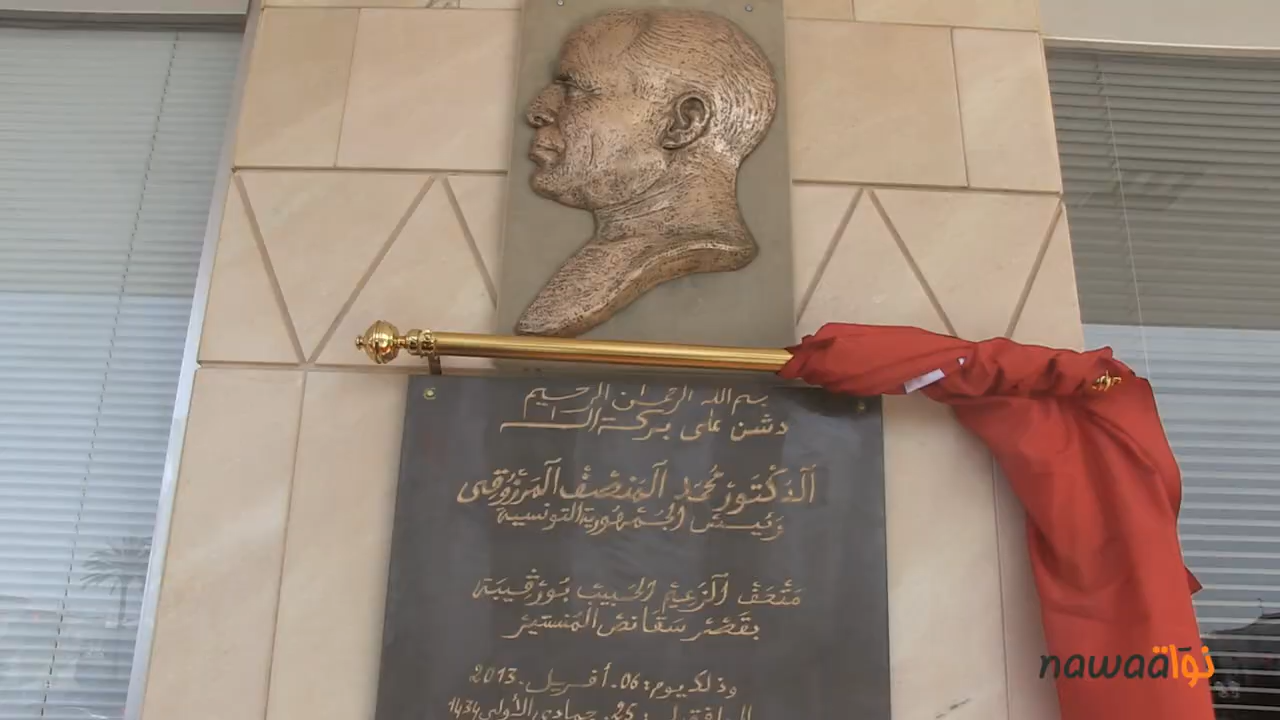 بسم الله الرحمان الرحيم
دشن على بركة الله
الدكتور محمد المنصف المرزوقي
رئيس الجمهورية التونسية
متحف الزعيم الحبيب بورقيبة
بقصر سقانص المنستير
وذلك يوم: 06. أفريل. 2013
الموافق لـ: 25. جمادى الأولى 1434
nawaaة نواة